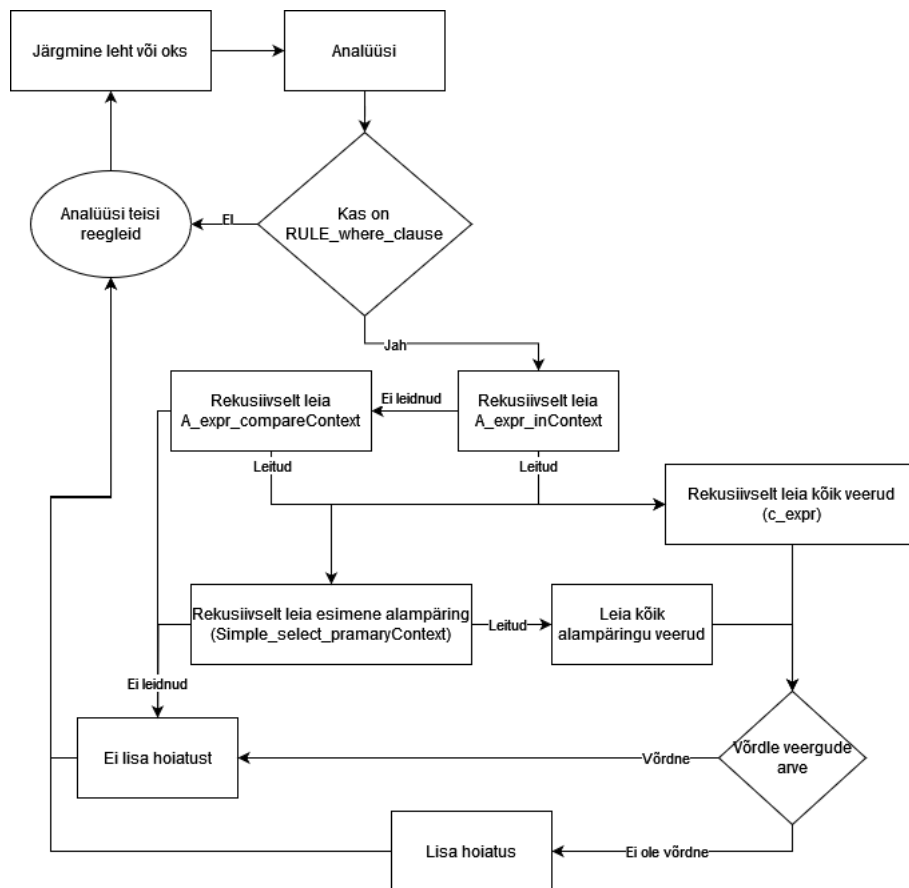 Järgmine leht või oks
Analüüsi
Analüüsi teisi
reegleid
EI
Kas on
RULE_where_clause
Jah
Rekusiivselt leia
A_expr_compareContext
Ei leidnud
Rekusiivselt leia
A_expr_inContext
Leitud
Leitud
Rekusiivselt leia kõik veerud
(c_expr)
Rekusiivselt leia esimene alampäring
(Simple_select_pramaryContext)
Leitud
Leia kõik
alampäringu veerud
Ei leidnud
Ei lisa hoiatust
Võrdne
Võrdle veergude
arve
Lisa hoiatus
Ei ole võrdne